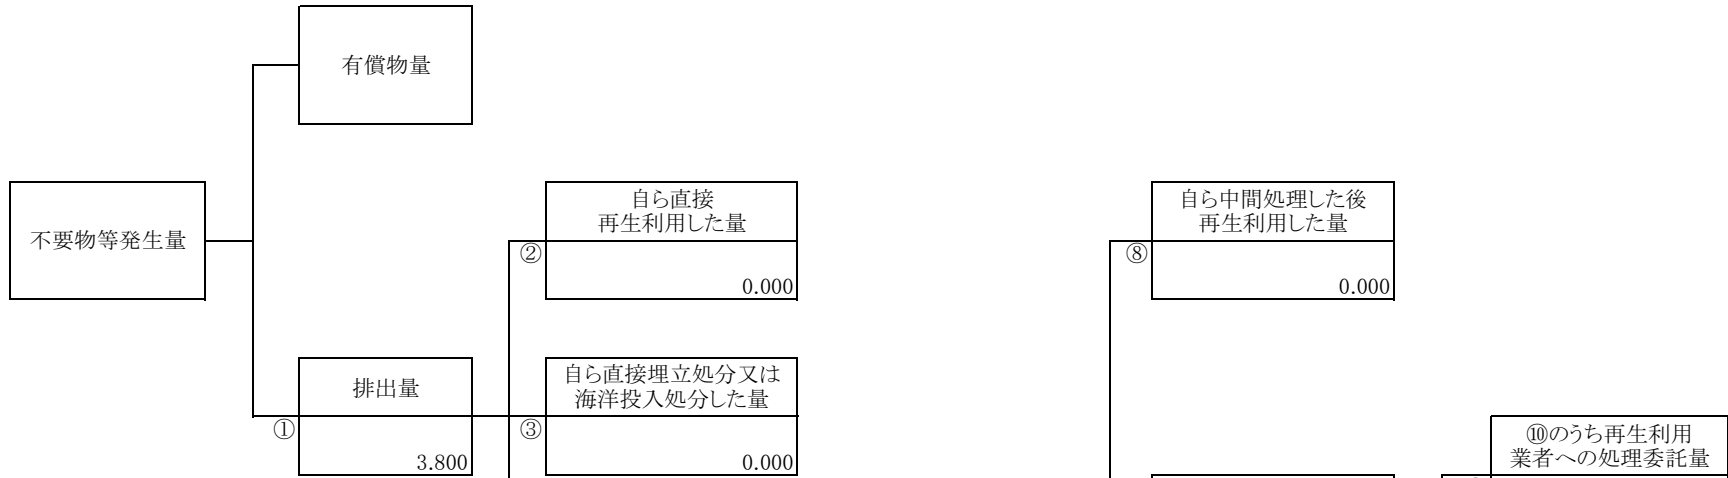 有償物量
不要物等発生量
自ら直接
再生利用した量
②
0.000
自ら中間処理した後
再生利用した量
⑧
0.000
排出量
①
3.800
自ら直接埋立処分又は
海洋投入処分した量
③
0.000
⑩のうち再生利用
業者への処理委託量